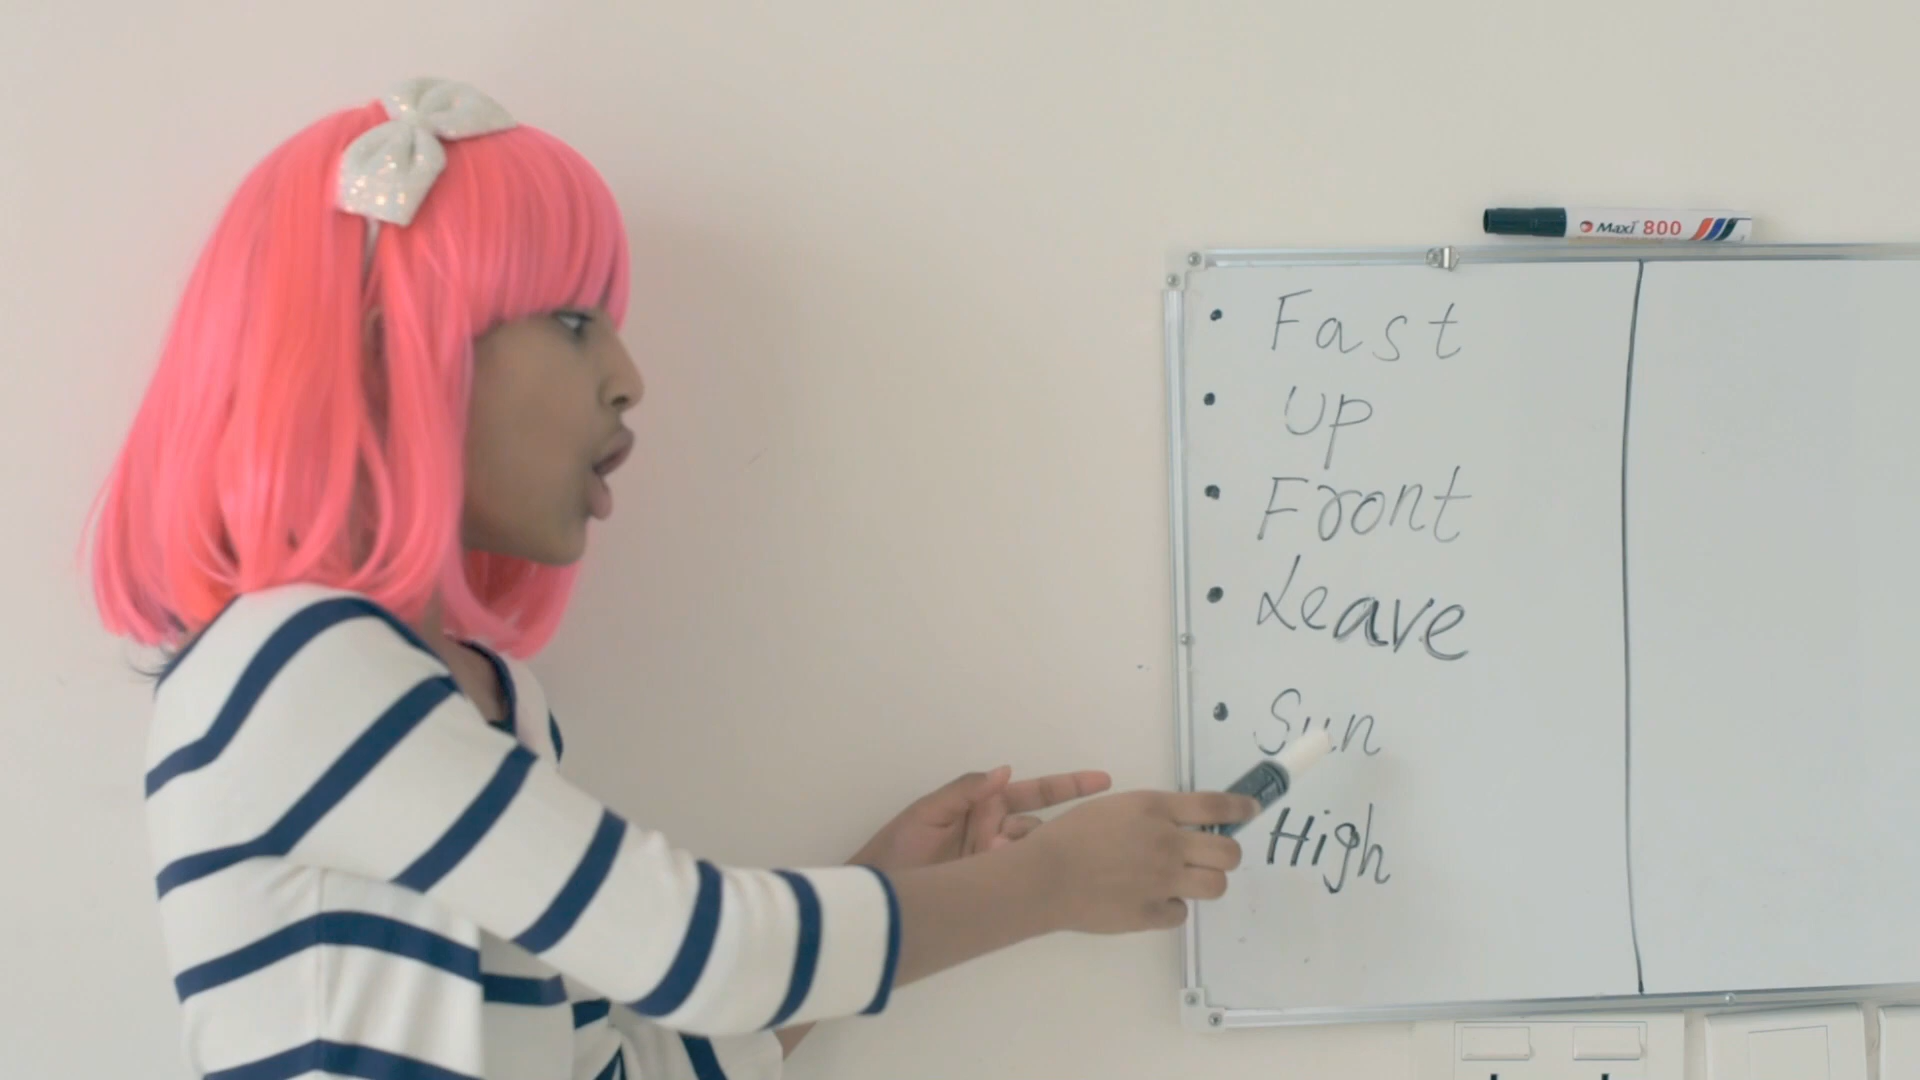 Maxi 800
• Fast
• Up
• Front
• Leave
• Sun
High